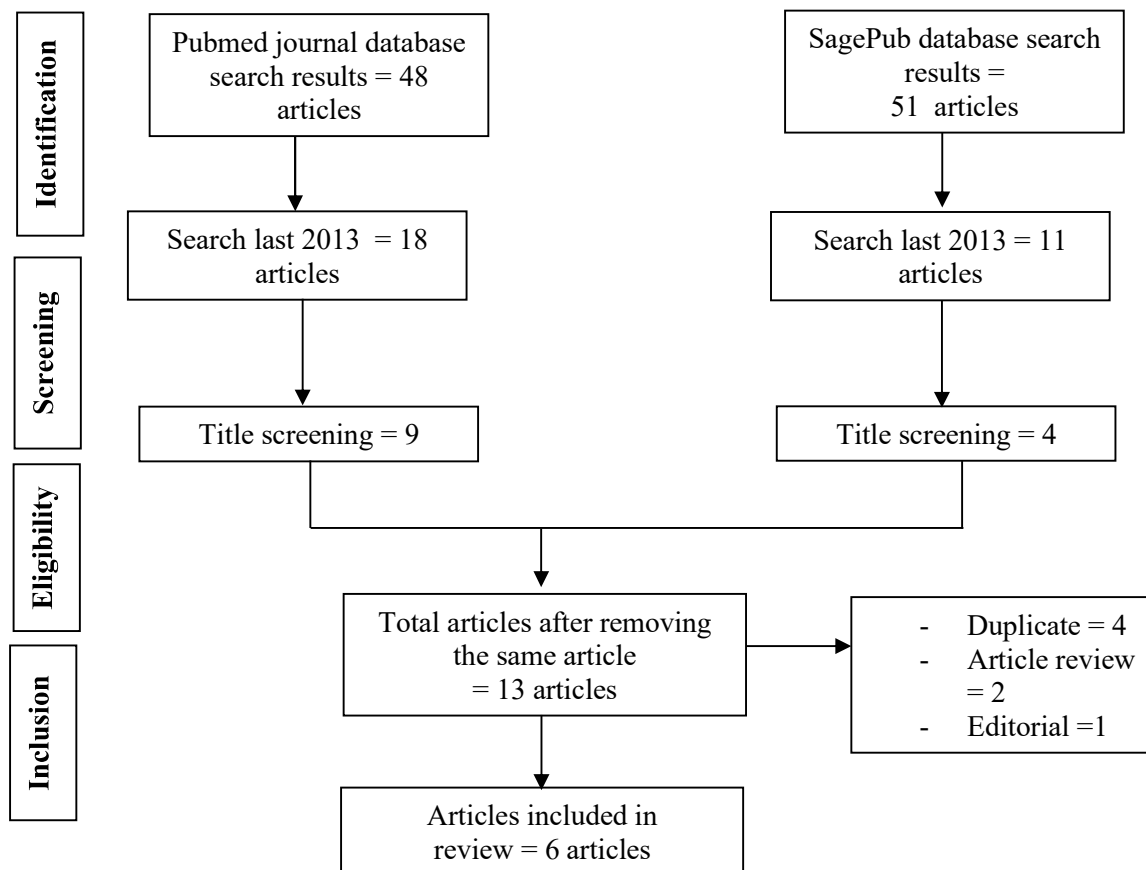 Identification
Pubmed journal database
search results = 48
articles
SagePub database search
results =
51 articles
Search last 2013 = 18
articles
Search last 2013 = 11
articles
Screening
Title screening = 9
Title screening = 4
Eligibility
Total articles after removing
the same article
= 13 articles
- Duplicate = 4
- Article review
= 2
- Editorial =1
Inclusion
Articles included in
review = 6 articles